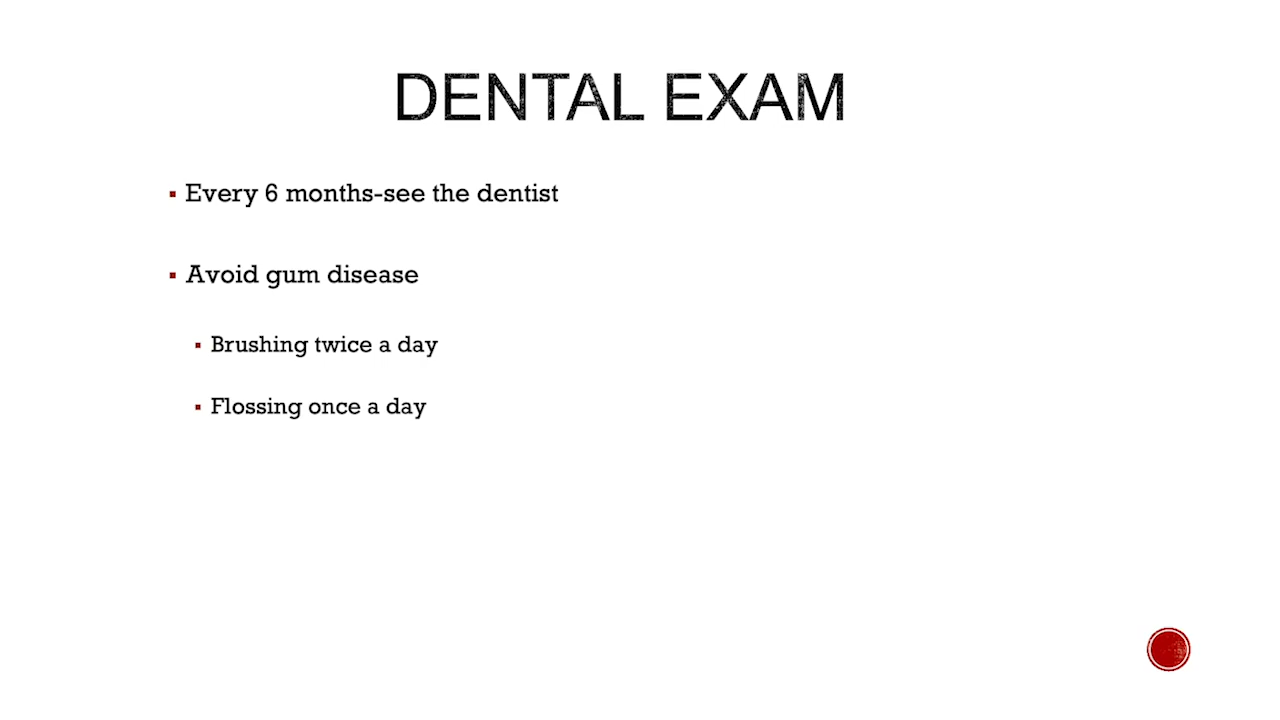 DENTAL EXAM
Every 6 months-see the dentist
Avoid gum disease
Brushing twice a day
Flossing once a day